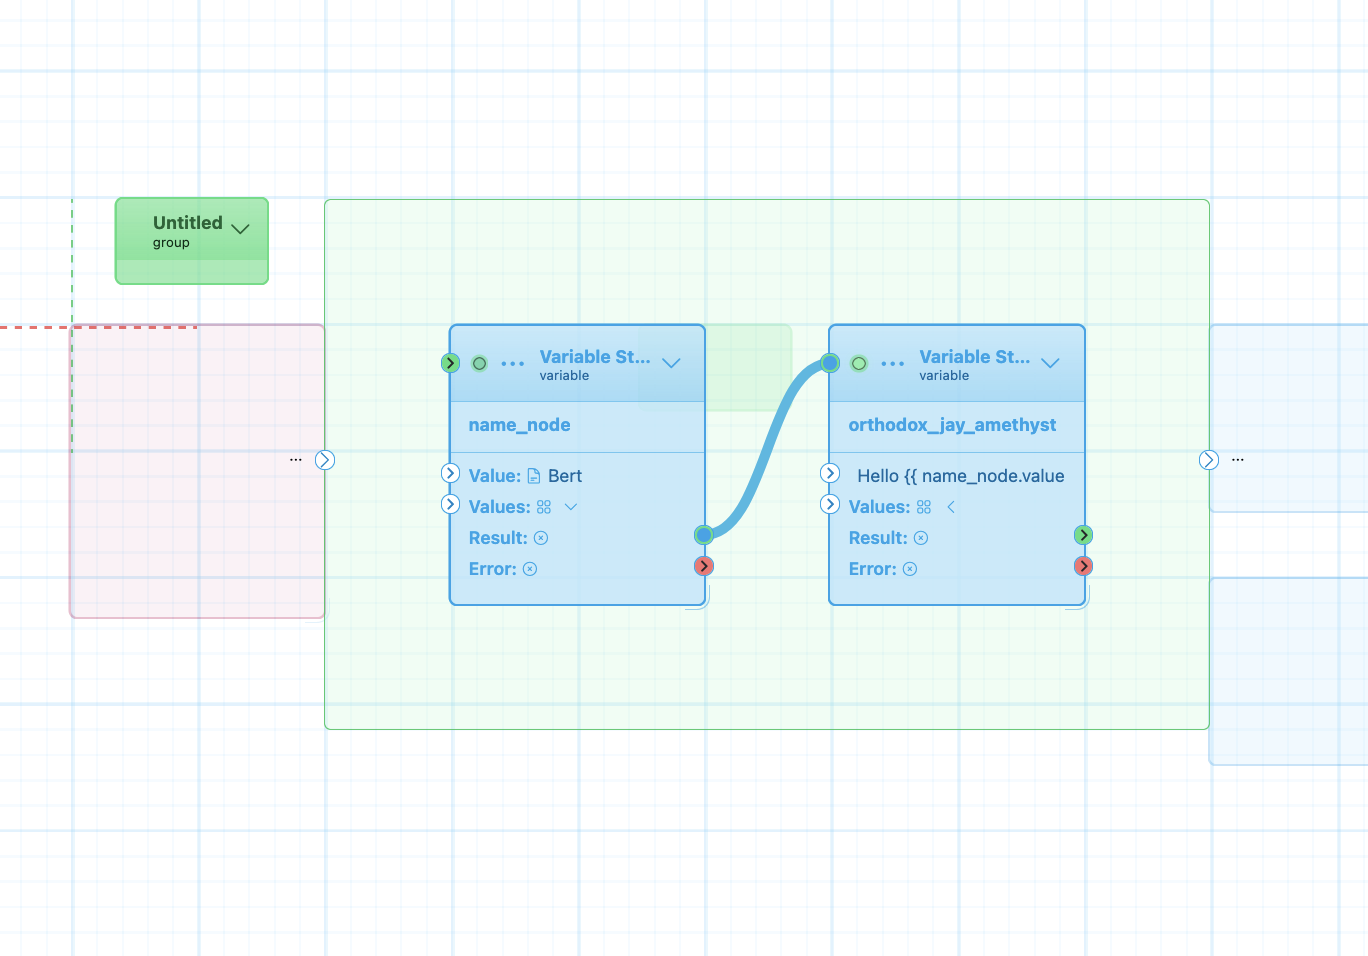 Untitled
group
...
Variable St...
variable
name_node
Value: Bert
Values:
Result:
Error:
Variable St...
variable
orthodox_jay_amethyst
Hello {{ name_node.value
Values:
Result:
Error:
...